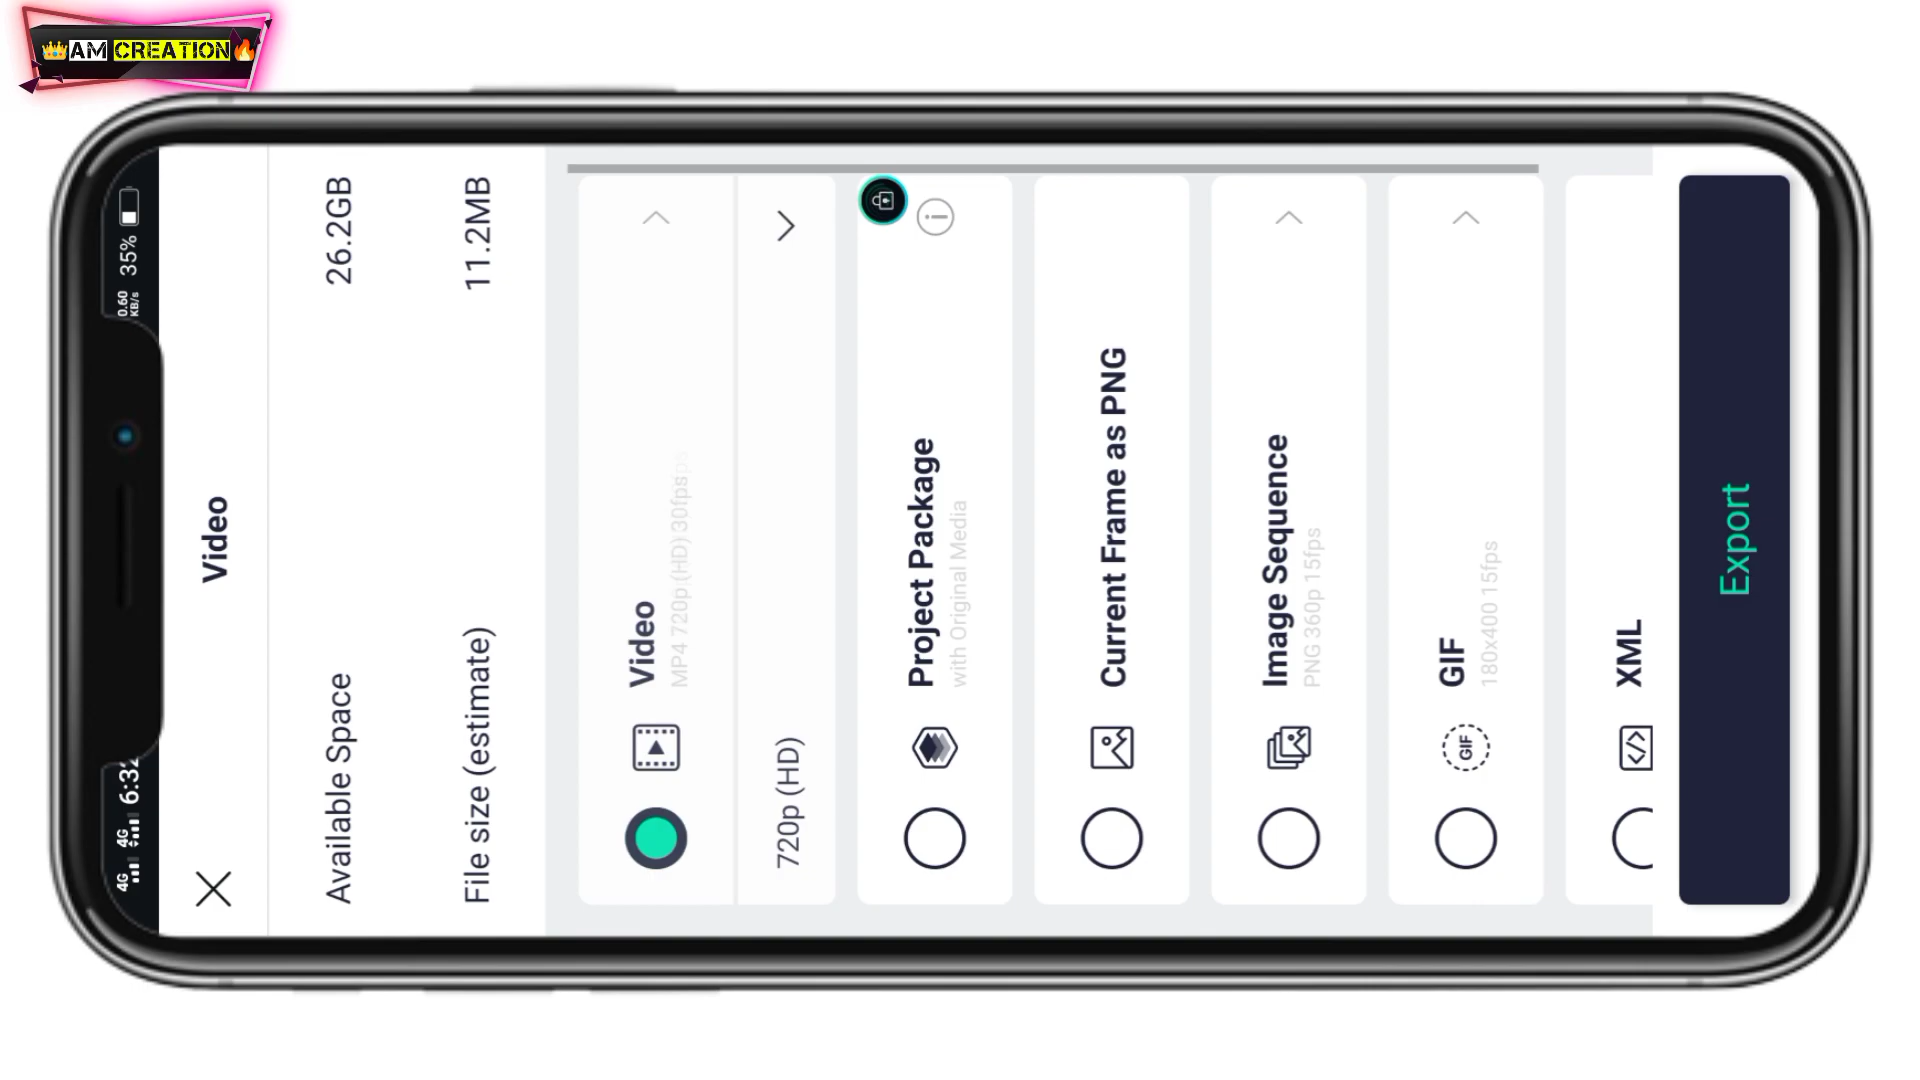 AM CREATION
4G 4G 6:32
0.60 KB/s 35%
Video
Available Space 26.2GB
File size (estimate) 11.2MB
Video
MP4 720p (HD) 30fps
720p (HD)
Project Package
with Original Media
Current Frame as PNG
Image Sequence
PNG 360p 15fps
GIF
GIF
180x400 15fps
XML
Export